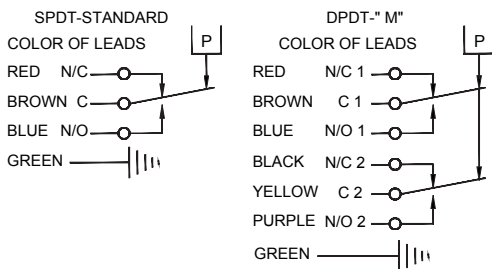 SPDT-STANDARD
COLOR OF LEADS
P
RED N/C
BROWN C
BLUE N/O
GREEN
DPDT-" M"
COLOR OF LEADS
P
RED N/C 1
BROWN C 1
BLUE N/O 1
BLACK N/C 2
YELLOW C 2
PURPLE N/O 2
GREEN